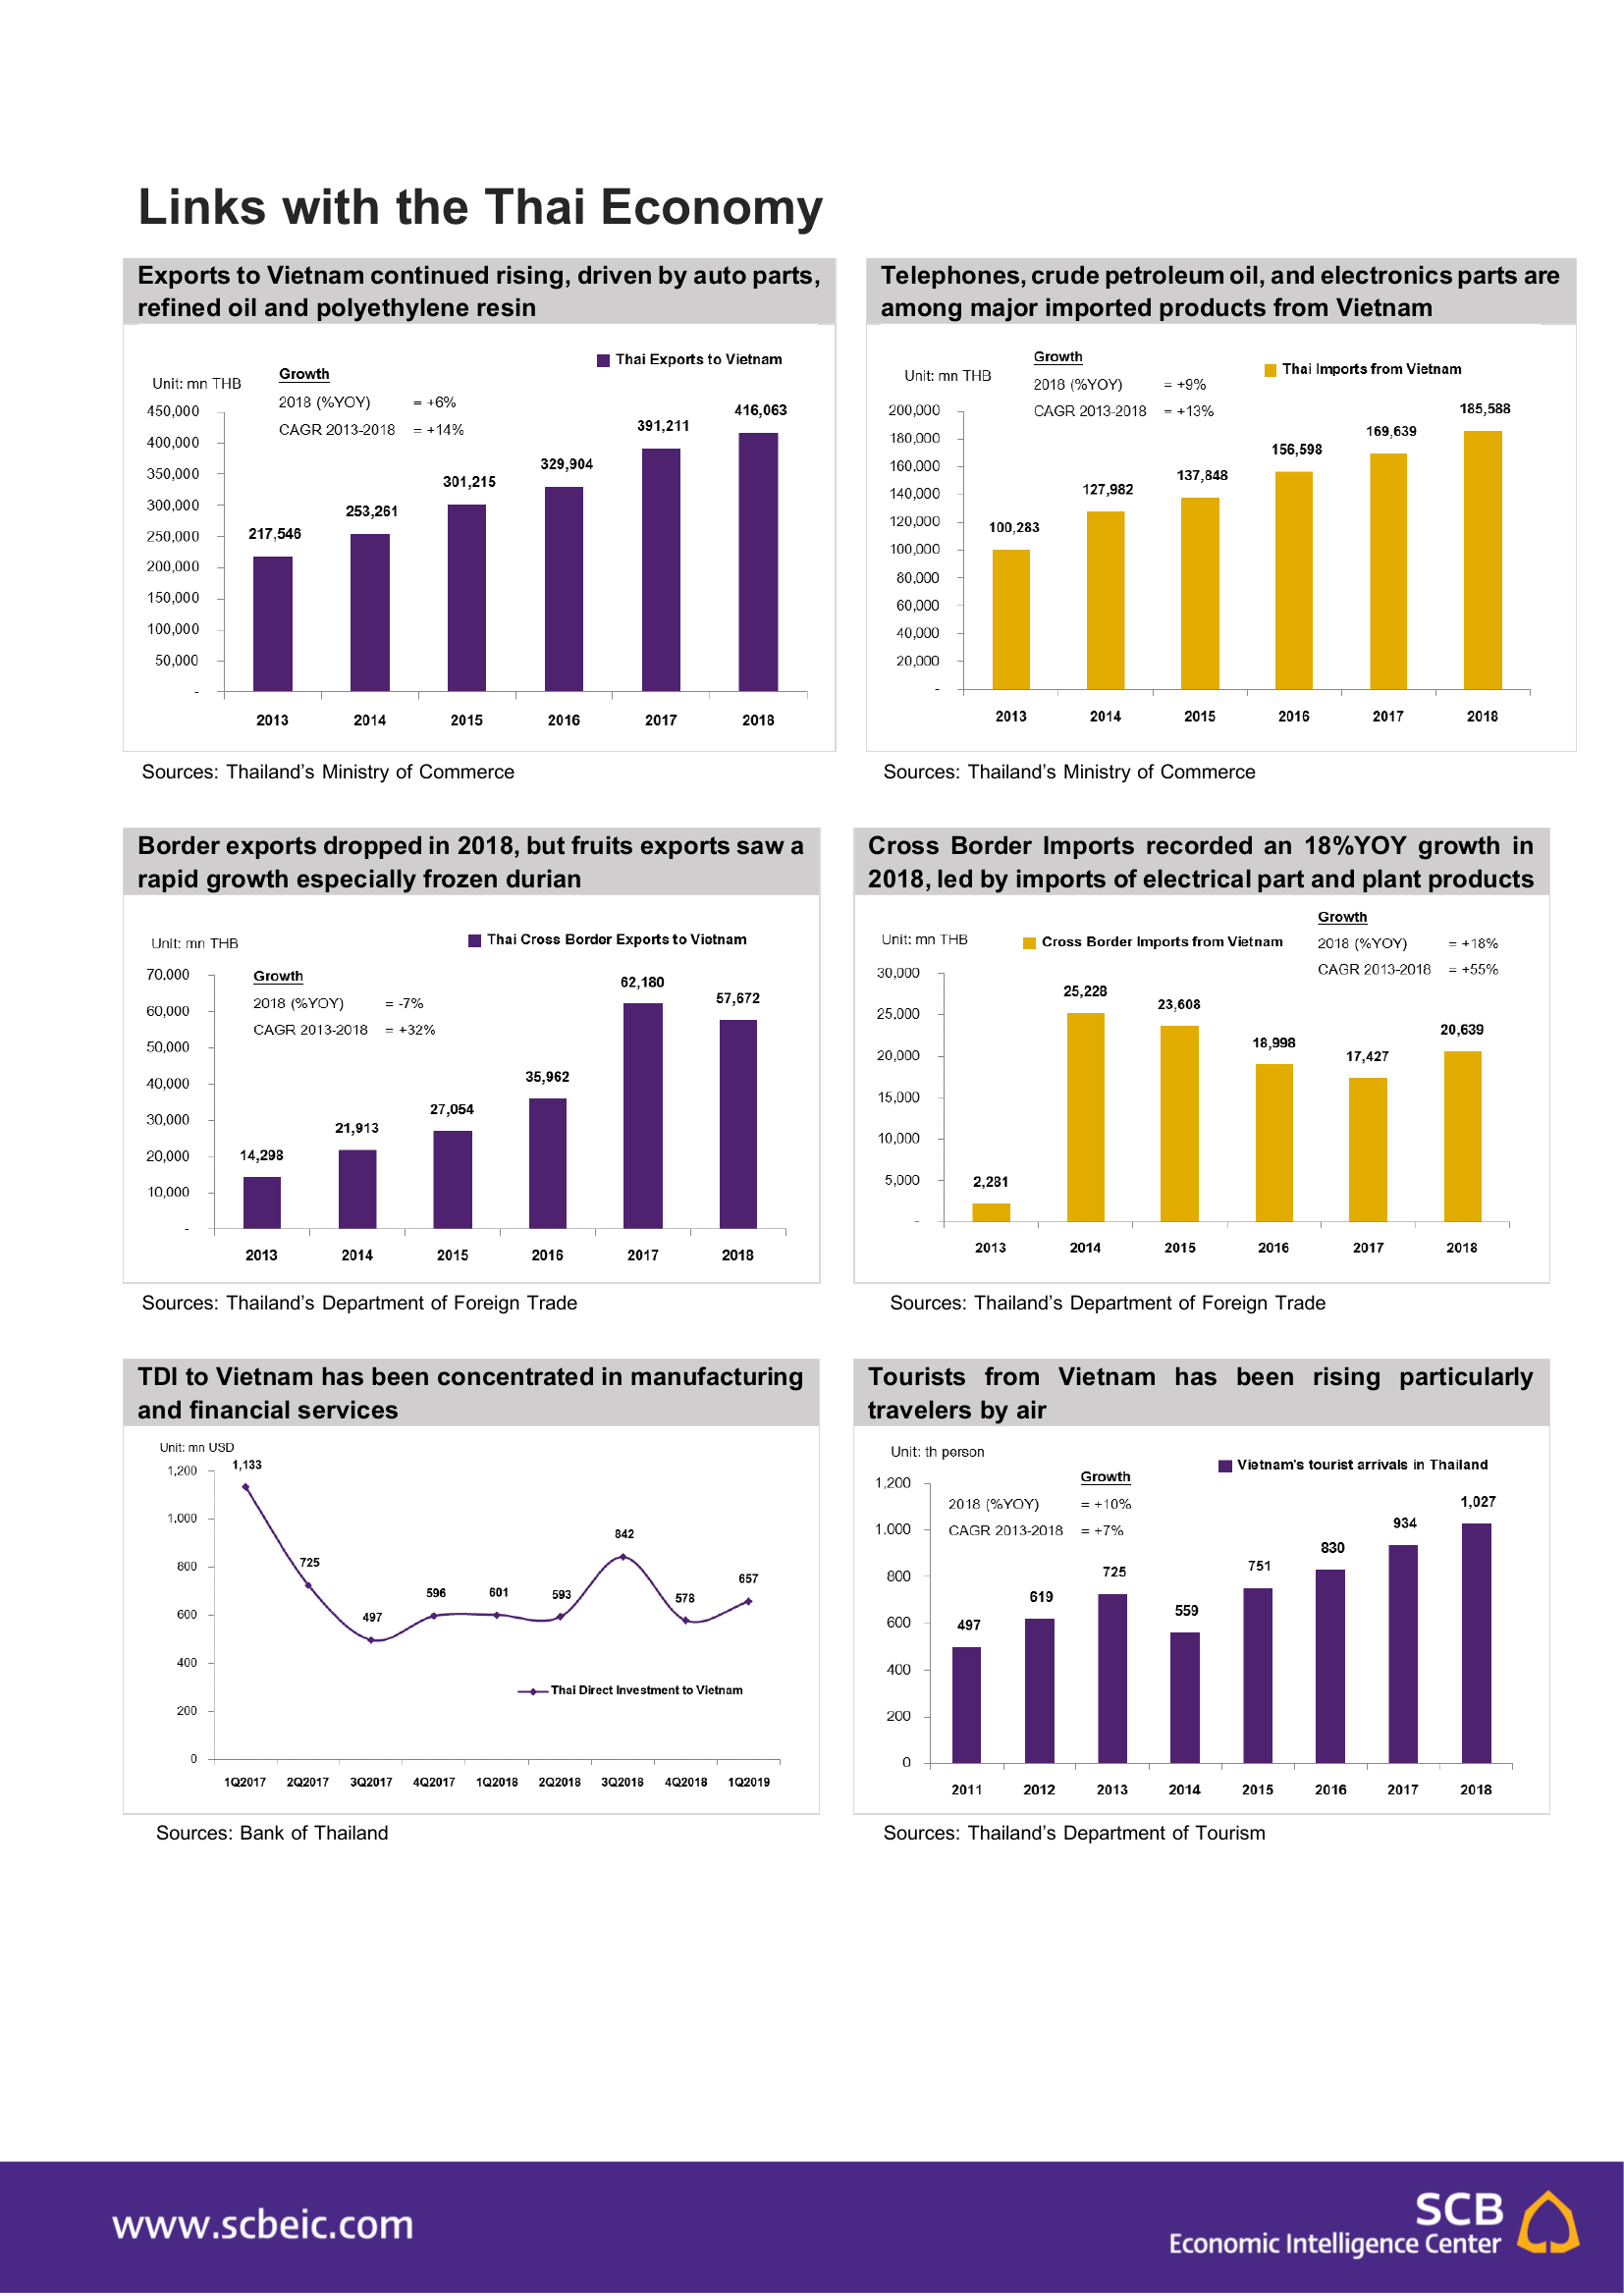 Links with the Thai Economy
Exports to Vietnam continued rising, driven by auto parts,
refined oil and polyethylene resin
Thai Exports to Vietnam
Growth
Unit: mn THB
2018 (%YOY) = +6%
CAGR 2013-2018 = +14%
450,000
400,000
350,000
300,000
250,000
200,000
150,000
100,000
50,000
-
217,546
253,261
301,215
329,904
391,211
416,063
2013 2014 2015 2016 2017 2018
Sources: Thailand's Ministry of Commerce
Telephones, crude petroleum oil, and electronics parts are
among major imported products from Vietnam
Growth
Thai Imports from Vietnam
Unit: mn THB
2018 (%YOY) = +9%
CAGR 2013-2018 = +13%
200,000
180,000
160,000
140,000
120,000
100,000
80,000
60,000
40,000
20,000
-
100,283
127,982
137,848
156,598
169,639
185,588
2013 2014 2015 2016 2017 2018
Sources: Thailand's Ministry of Commerce
Border exports dropped in 2018, but fruits exports saw a
rapid growth especially frozen durian
Unit: mn THB
Thai Cross Border Exports to Vietnam
Growth
2018 (%YOY) = -7%
CAGR 2013-2018 = +32%
70,000
60,000
50,000
40,000
30,000
20,000
10,000
-
14,298
21,913
27,054
35,962
62,180
57,672
2013 2014 2015 2016 2017 2018
Sources: Thailand's Department of Foreign Trade
Cross Border Imports recorded an 18%YOY growth in
2018, led by imports of electrical part and plant products
Growth
Unit: mn THB
Cross Border Imports from Vietnam
2018 (%YOY) = +18%
CAGR 2013-2018 = +55%
30,000
25,000
20,000
15,000
10,000
5,000
-
2,281
25,228
23,608
18,998
17,427
20,639
2013 2014 2015 2016 2017 2018
Sources: Thailand's Department of Foreign Trade
TDI to Vietnam has been concentrated in manufacturing
and financial services
Unit: mn USD
1,200
1,000
800
600
400
200
0
1,133
725
497
596
601
593
842
578
657
Thai Direct Investment to Vietnam
1Q2017 2Q2017 3Q2017 4Q2017 1Q2018 2Q2018 3Q2018 4Q2018 1Q2019
Sources: Bank of Thailand
Tourists from Vietnam has been rising particularly
travelers by air
Unit: th person
Vietnam's tourist arrivals in Thailand
Growth
2018 (%YOY) = +10%
CAGR 2013-2018 = +7%
1,200
1,000
800
600
400
200
0
497
619
725
559
751
830
934
1,027
2011 2012 2013 2014 2015 2016 2017 2018
Sources: Thailand's Department of Tourism
www.scbeic.com
SCB
Economic Intelligence Center